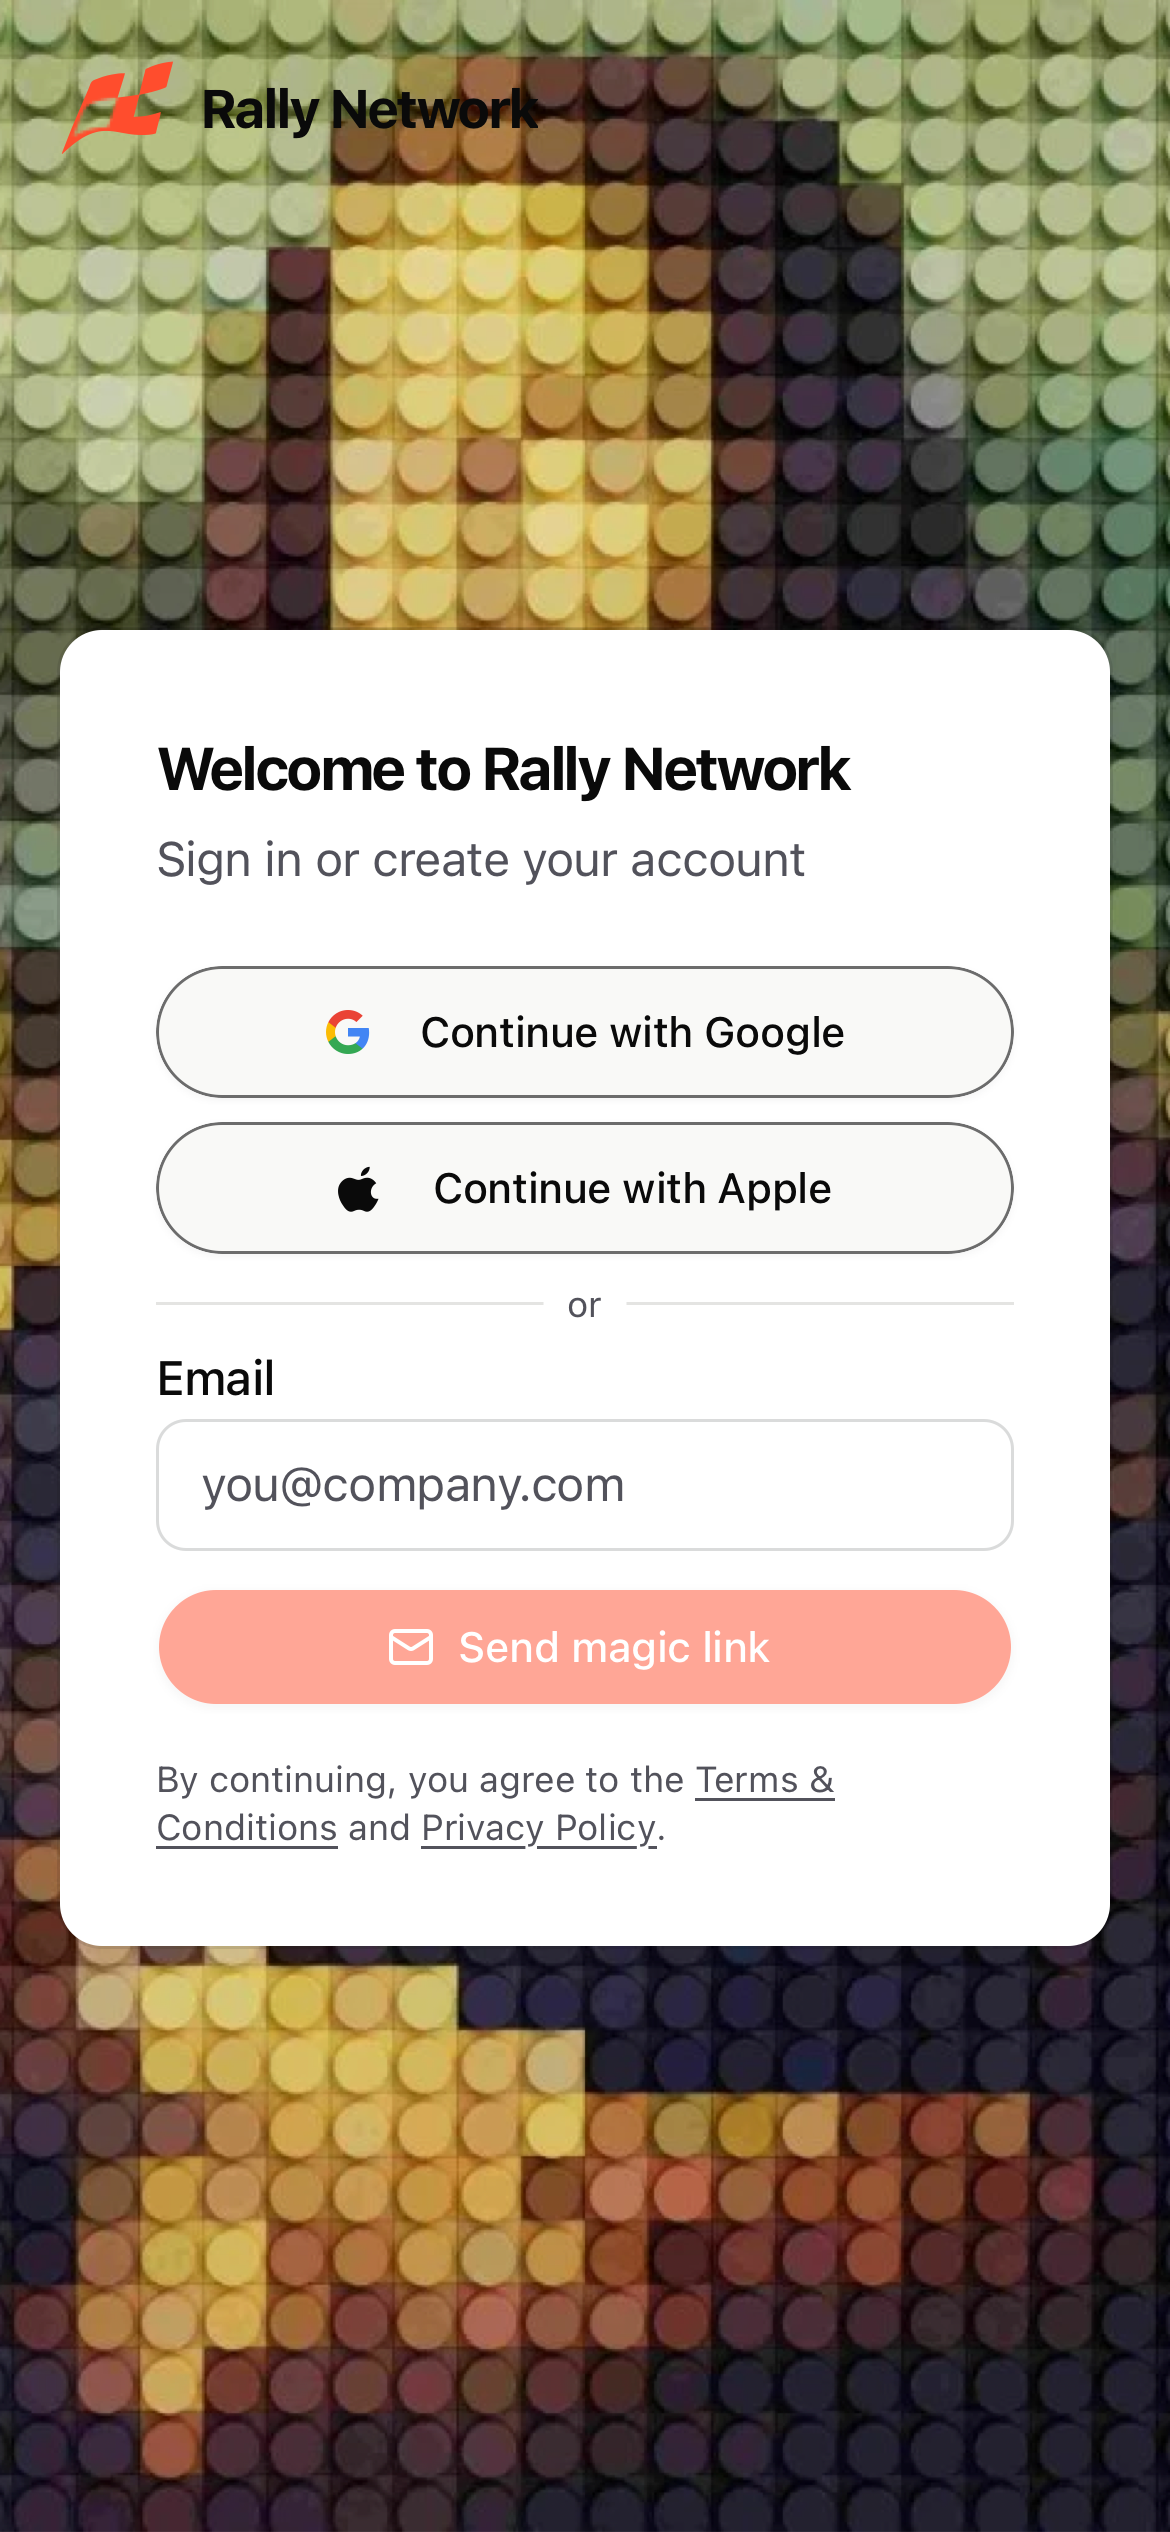 Rally Network
Welcome to Rally Network
Sign in or create your account
Continue with Google
Continue with Apple
or
Email
you@company.com
Send magic link
By continuing, you agree to the Terms &
Conditions and Privacy Policy.